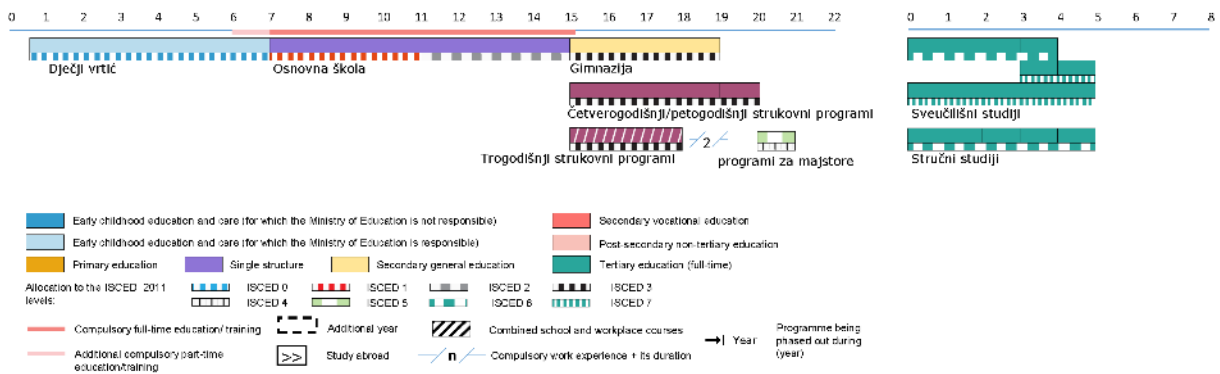 0 1 2 3 4 5 6 7 8 9 10 11 12 13 14 15 16 17 18 19 20 21 22 0 1 2 3 4 5 6 7 8
Dječji vrtić Osnovna škola Gimnazija
Četverogodišnji/petogodišnji strukovni programi Sveučilišni studiji
2
Trogodišnji strukovni programi programi za majstore Stručni studiji
Early childhood education and care (for which the Ministry of Education is not responsible) Secondary vocational education
Early childhood education and care (for which the Ministry of Education is responsible) Post-secondary non-tertiary education
Primary education Single structure Secondary general education Tertiary education (full-time)
Allocation to the ISCED 2011 levels: ISCED 0 ISCED 1 ISCED 2 ISCED 3
ISCED 4 ISCED 5 ISCED 6 ISCED 7
Compulsory full-time education/ training Additional year Combined school and workplace courses Year Programme being phased out during (year)
Additional compulsory part-time education/training >> Study abroad n Compulsory work experience + its duration